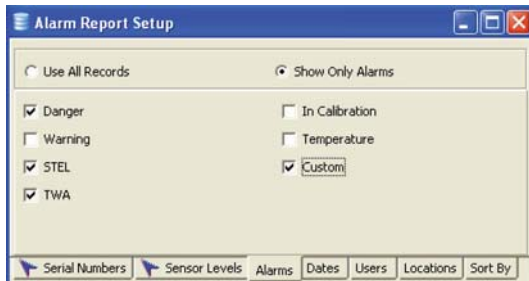 Alarm Report Setup
Use All Records
Show Only Alarms
Danger
In Calibration
Warning
Temperature
STEL
Custom
TWA
Serial Numbers
Sensor Levels
Alarms
Dates
Users
Locations
Sort By